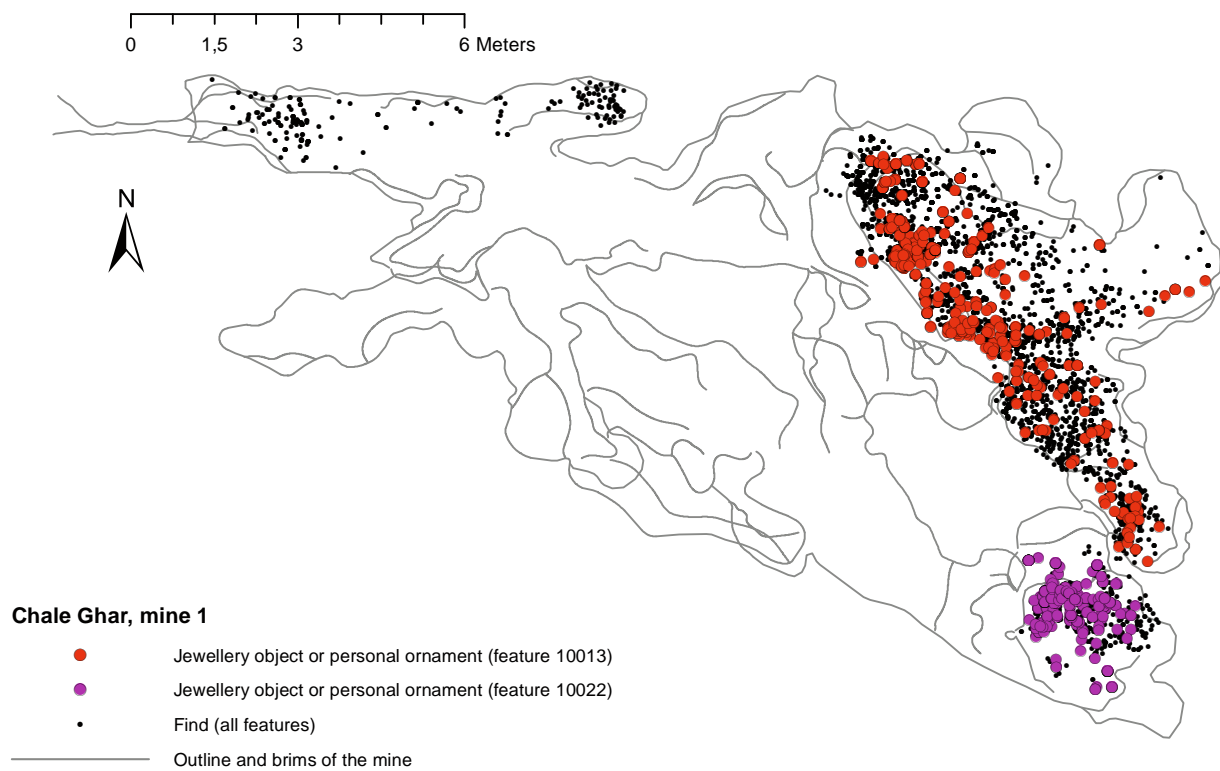 0 1,5 3 6 Meters
N
Chale Ghar, mine 1
Jewellery object or personal ornament (feature 10013)
Jewellery object or personal ornament (feature 10022)
Find (all features)
Outline and brims of the mine